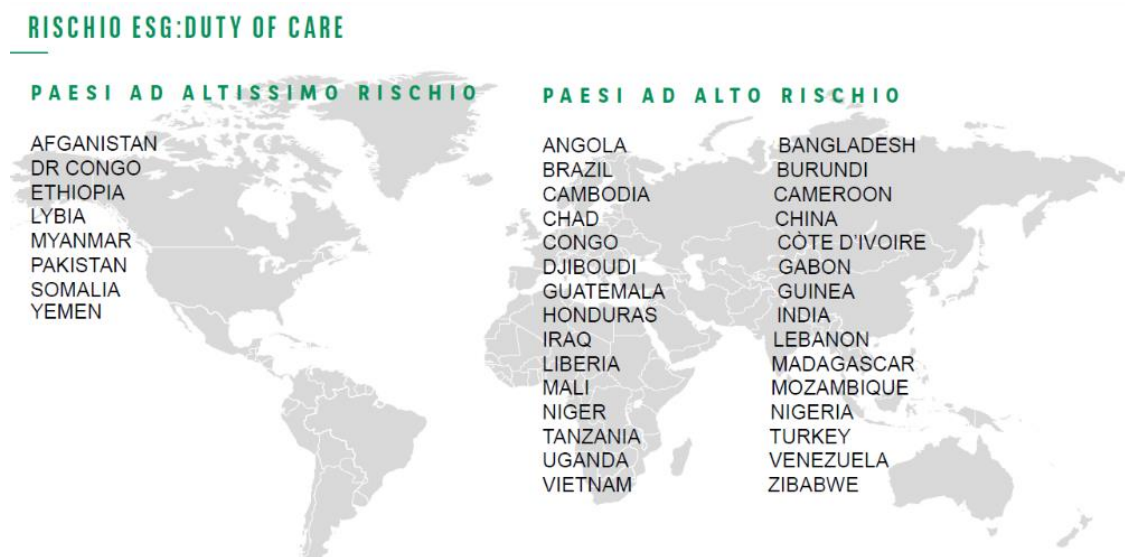 RISCHIO ESG:DUTY OF CARE
PAESI AD ALTISSIMO RISCHIO
AFGANISTAN
DR CONGO
ETHIOPIA
LYBIA
MYANMAR
PAKISTAN
SOMALIA
YEMEN
PAESI AD ALTO RISCHIO
ANGOLA
BRAZIL
CAMBODIA
CHAD
CONGO
DJIBOUDI
GUATEMALA
HONDURAS
IRAQ
LIBERIA
MALI
NIGER
TANZANIA
UGANDA
VIETNAM
BANGLADESH
BURUNDI
CAMEROON
CHINA
CÒTE D'IVOIRE
GABON
GUINEA
INDIA
LEBANON
MADAGASCAR
MOZAMBIQUE
NIGERIA
TURKEY
VENEZUELA
ZIBABWE